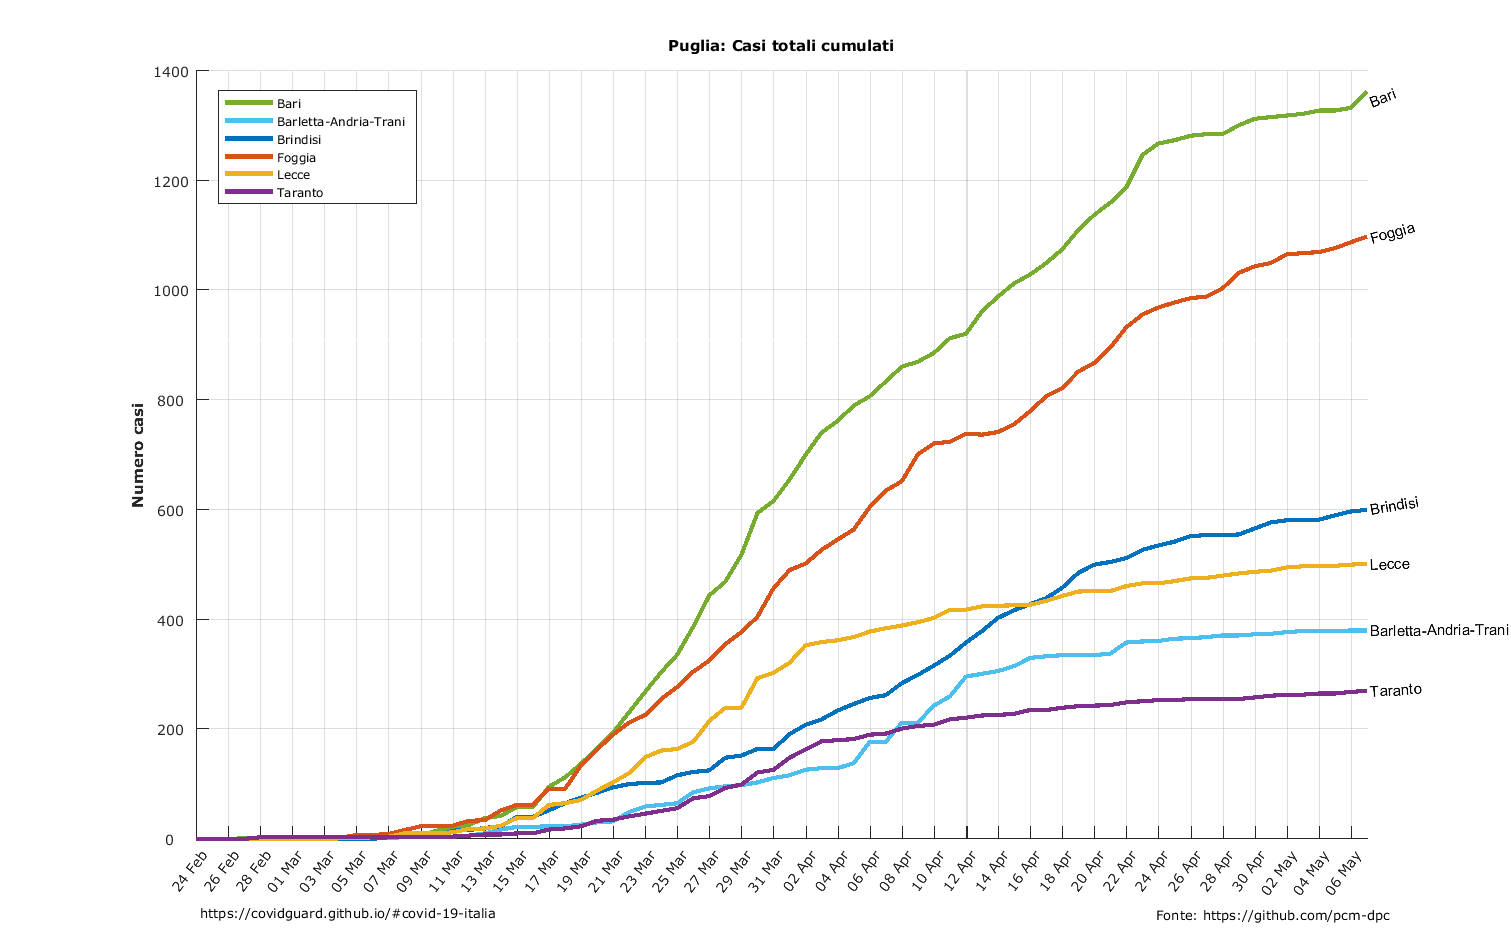 Puglia: Casi totali cumulati
1400
1200
1000
800
600
400
200
0
Numero casi
Bari
Barletta-Andria-Trani
Brindisi
Foggia
Lecce
Taranto
Bari
Foggia
Brindisi
Lecce
Barletta-Andria-Trani
Taranto
24 Feb
26 Feb
28 Feb
01 Mar
03 Mar
05 Mar
07 Mar
09 Mar
11 Mar
13 Mar
15 Mar
17 Mar
19 Mar
21 Mar
23 Mar
25 Mar
27 Mar
29 Mar
31 Mar
02 Apr
04 Apr
06 Apr
08 Apr
10 Apr
12 Apr
14 Apr
16 Apr
18 Apr
20 Apr
22 Apr
24 Apr
26 Apr
28 Apr
30 Apr
02 May
04 May
06 May
https://covidguard.github.io/#covid-19-italia
Fonte: https://github.com/pcm-dpc